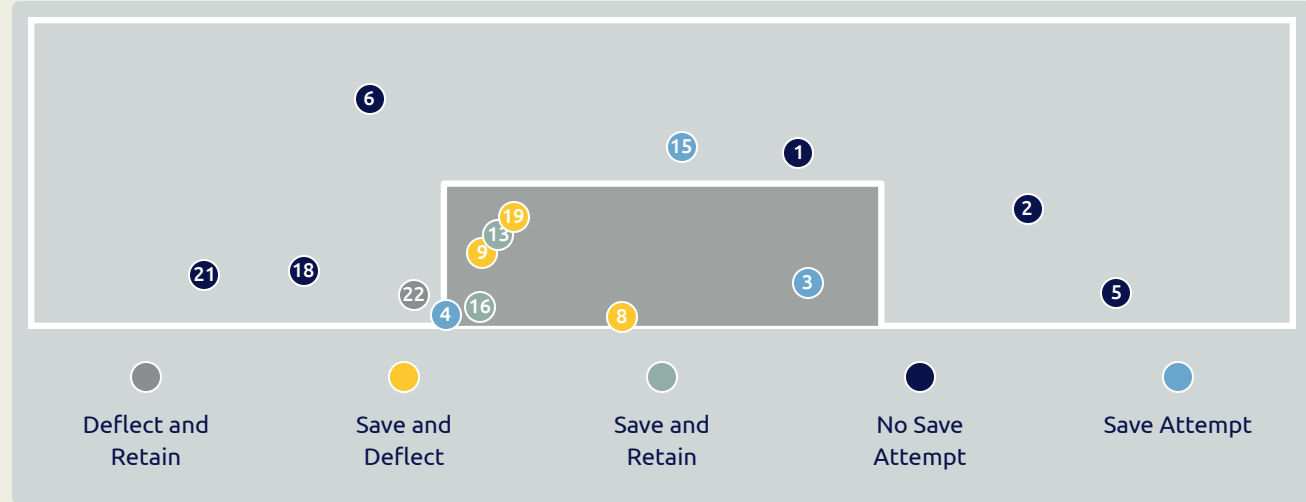 6
15
1
2
19
13
9
21
18
22
3
5
4
16
8
Deflect and
Retain
Save and
Deflect
Save and
Retain
No Save
Attempt
Save Attempt